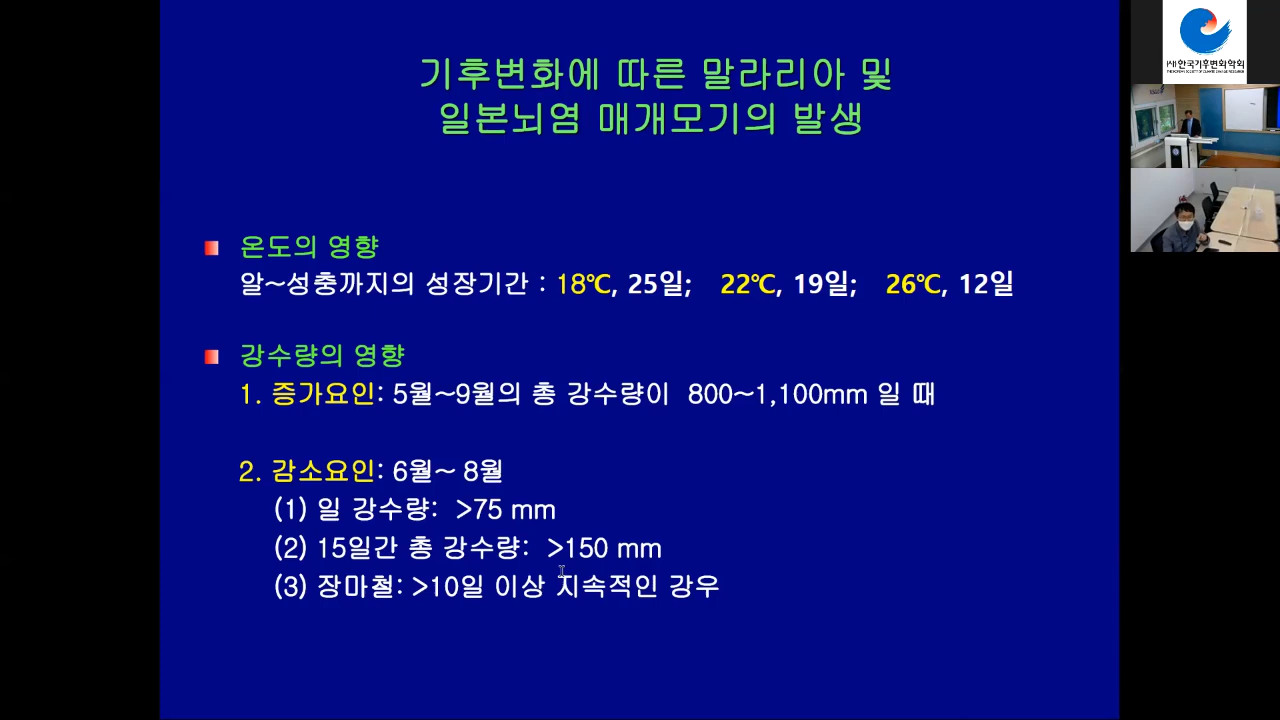 기후변화에 따른 말라리아 및
일본뇌염 매개모기의 발생
온도의 영향
알~성충까지의 성장기간 : 18℃, 25일; 22℃, 19일; 26℃, 12일
강수량의 영향
1. 증가요인: 5월~9월의 총 강수량이 800~1,100mm 일 때
2. 감소요인: 6월~ 8월
(1) 일 강수량: >75 mm
(2) 15일간 총 강수량: >150 mm
(3) 장마철: >10일 이상 지속적인 강우
(사)한국기후변화학회